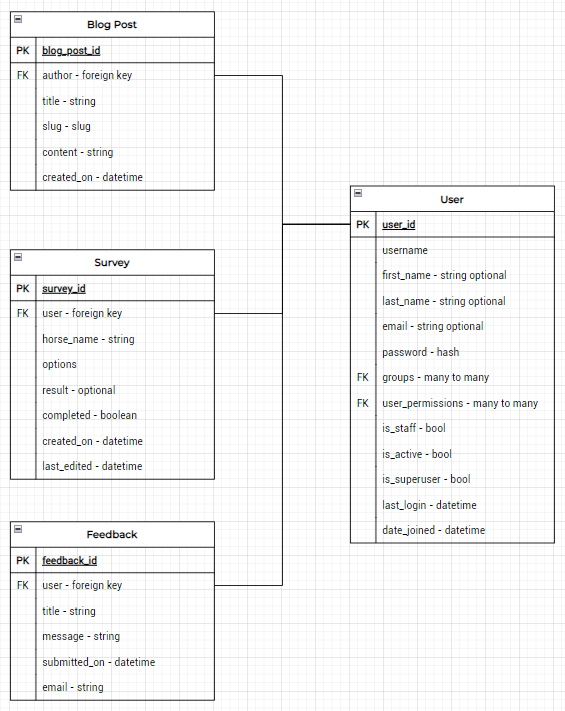 Blog Post
PK blog_post_id
FK author - foreign key
title - string
slug - slug
content - string
created_on - datetime
Survey
PK survey_id
FK user - foreign key
horse_name - string
options
result - optional
completed - boolean
created_on - datetime
last_edited - datetime
Feedback
PK feedback_id
FK user - foreign key
title - string
message - string
submitted_on - datetime
email - string
User
PK user_id
username
first_name - string optional
last_name - string optional
email - string optional
password - hash
FK groups - many to many
FK user_permissions - many to many
is_staff - bool
is_active - bool
is_superuser - bool
last_login - datetime
date_joined - datetime